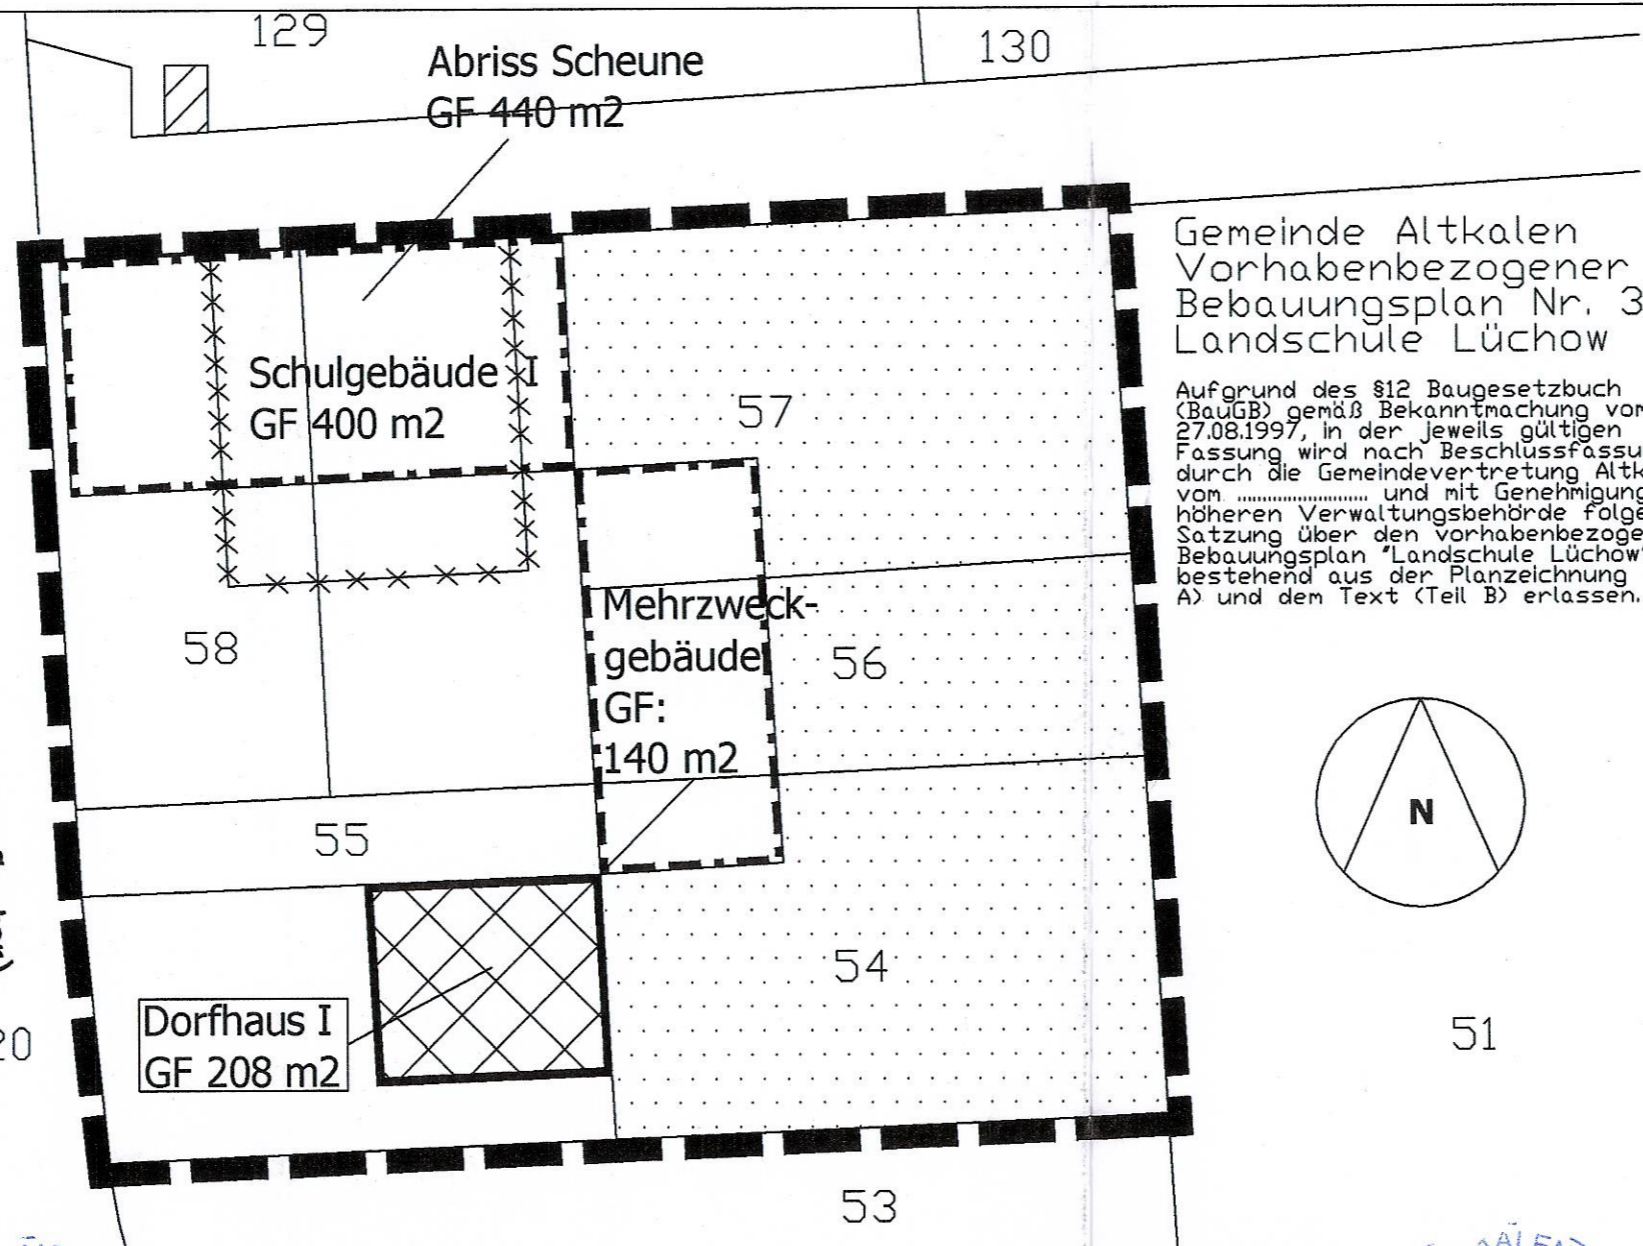 129
130
Abriss Scheune
GF 440 m2
Gemeinde Altkalen
Vorhabenbezogener
Bebauungsplan Nr. 3
Landschule Lüchow
Aufgrund des §12 Baugesetzbuch
(BauGB) gemäß Bekanntmachung vom
27.08.1997, in der jeweils gültigen
Fassung wird nach Beschlussfassu
durch die Gemeindevertretung Altk
vom ........................ und mit Genehmigung
höheren Verwaltungsbehörde folge
Satzung über den vorhabenbezoge
Bebauungsplan "Landschule Lüchow"
bestehend aus der Planzeichnung
A) und dem Text (Teil B) erlassen.
Schulgebäude I
GF 400 m2
57
Mehrzweck-
gebäude
GF:
140 m2
58
56
55
N
54
Dorfhaus I
GF 208 m2
20
51
53